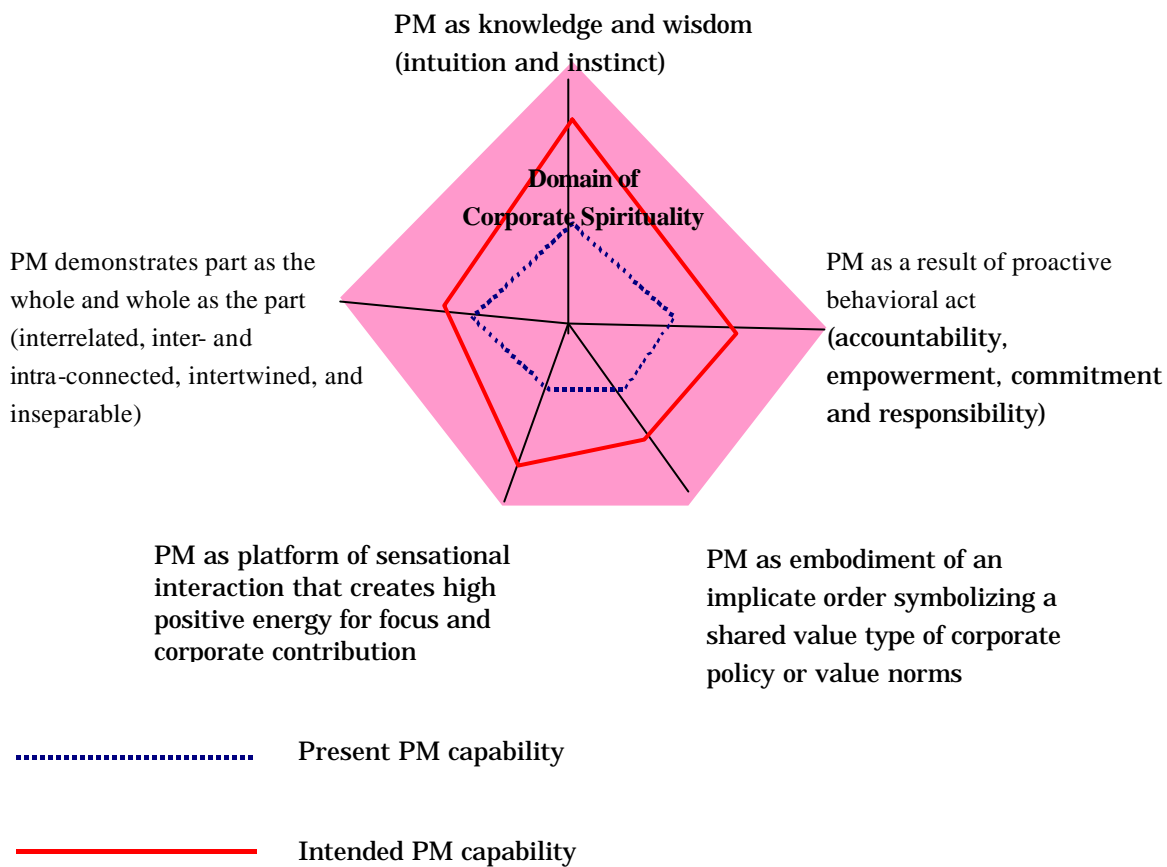 PM as knowledge and wisdom
(intuition and instinct)
Domain of
Corporate Spirituality
PM demonstrates part as the
whole and whole as the part
(interrelated, inter- and
intra-connected, intertwined, and
inseparable)
PM as a result of proactive
behavioral act
(accountability,
empowerment, commitment
and responsibility)
PM as platform of sensational
interaction that creates high
positive energy for focus and
corporate contribution
PM as embodiment of an
implicate order symbolizing a
shared value type of corporate
policy or value norms
Present PM capability
Intended PM capability